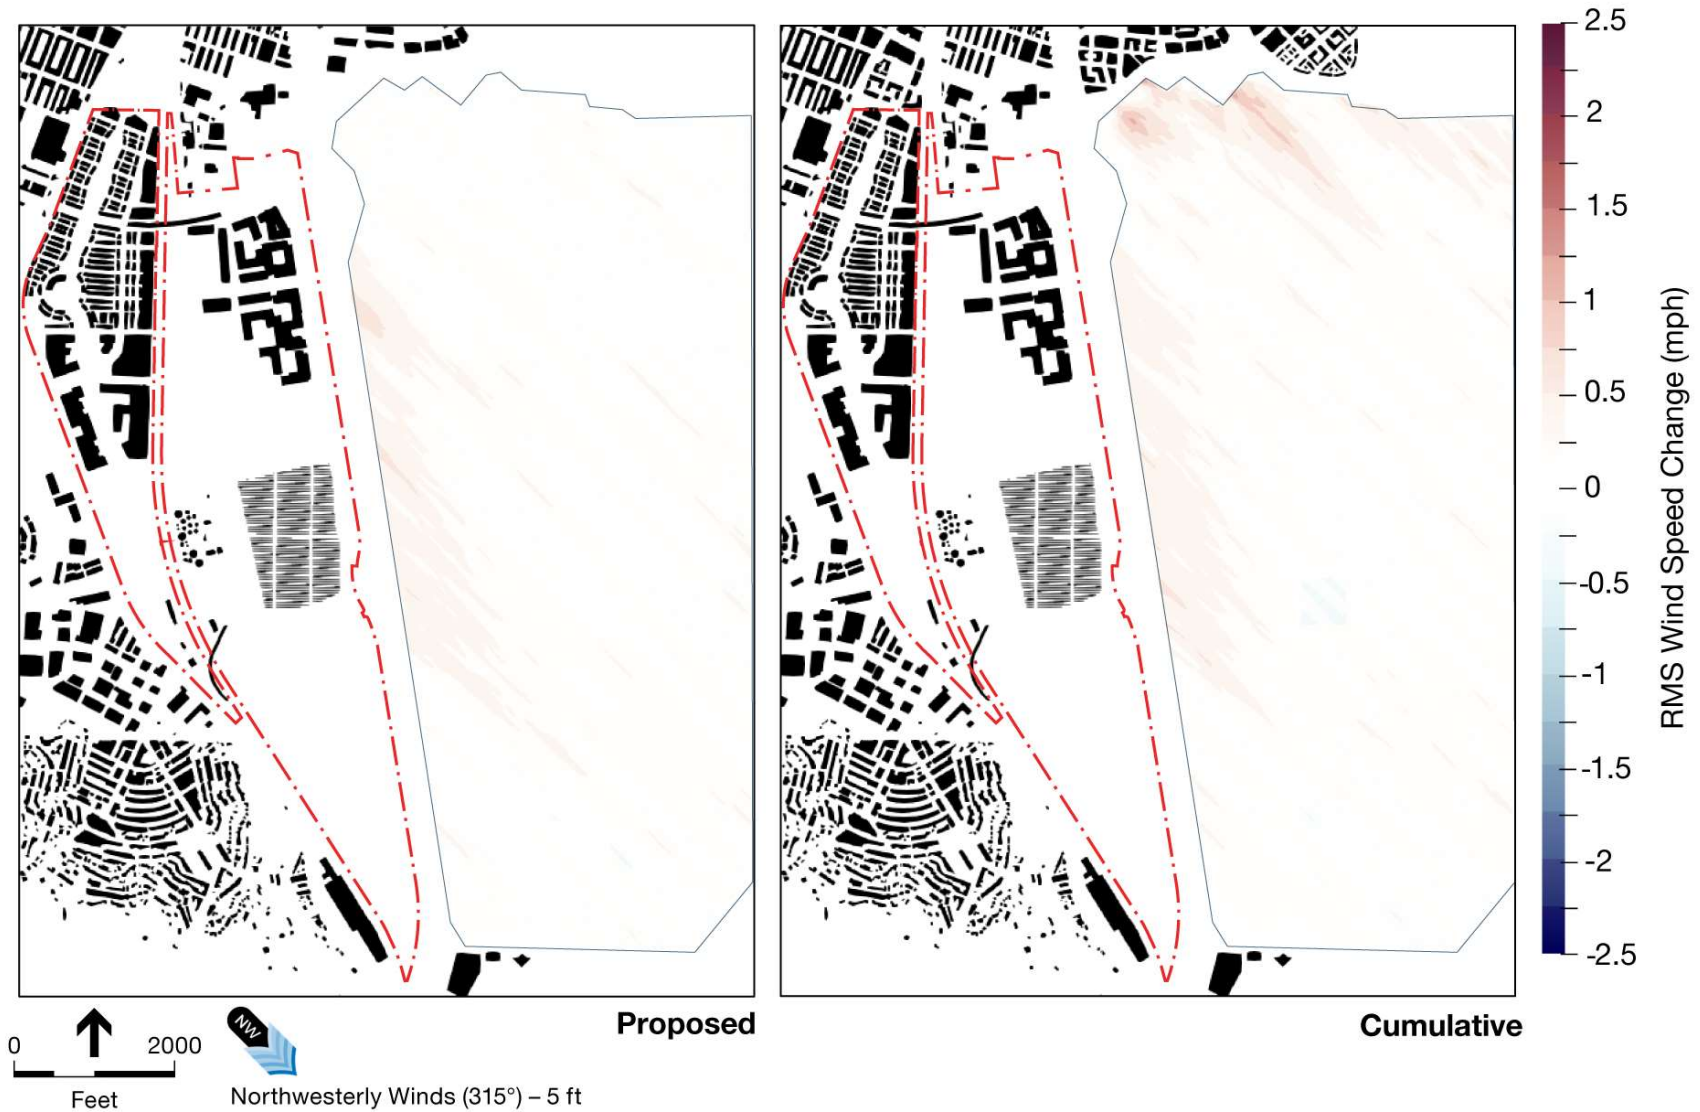 2.5
2
1.5
1
0.5
0
-0.5
-1
-1.5
-2
-2.5
RMS Wind Speed Change (mph)
Proposed
Cumulative
0 2000
Feet
NW
Northwesterly Winds (315°) – 5 ft